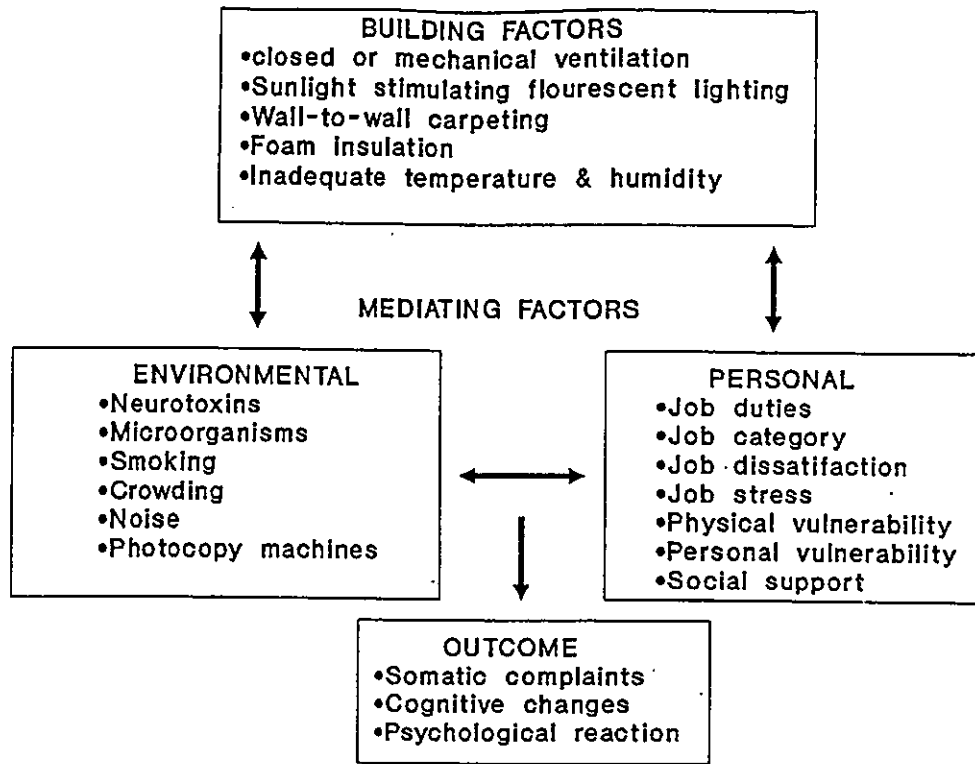 BUILDING FACTORS
•closed or mechanical ventilation
•Sunlight stimulating flourescent lighting
•Wall-to-wall carpeting
•Foam insulation
•Inadequate temperature & humidity
MEDIATING FACTORS
ENVIRONMENTAL
•Neurotoxins
•Microorganisms
•Smoking
•Crowding
•Noise
•Photocopy machines
PERSONAL
•Job duties
•Job category
•Job dissatifaction
•Job stress
•Physical vulnerability
•Personal vulnerability
•Social support
OUTCOME
•Somatic complaints
•Cognitive changes
•Psychological reaction